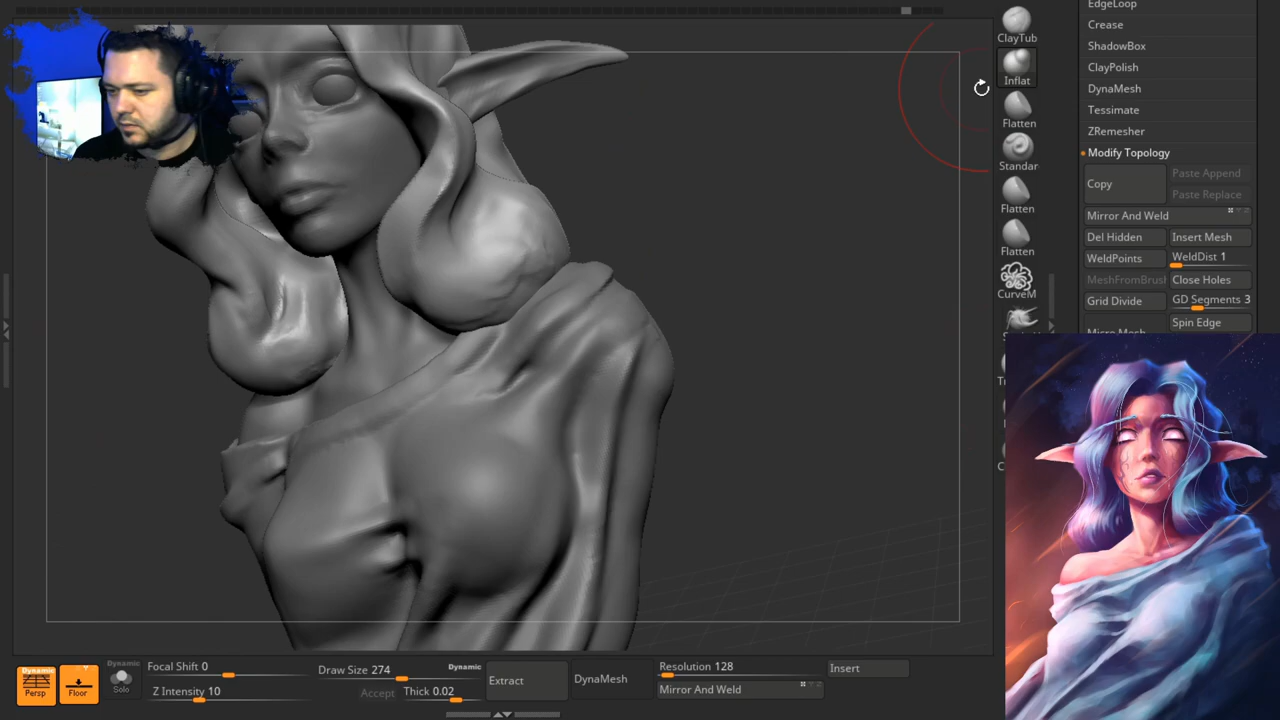 EdgeLoop
Crease
ShadowBox
ClayPolish
DynaMesh
Tessimate
ZRemesher
Modify Topology
Copy
Paste Append
Paste Replace
Mirror And Weld
Del Hidden
Insert Mesh
WeldPoints
WeldDist 1
MeshFromBrush
Close Holes
Grid Divide
GD Segments 3
Spin Edge
ClayTub
Inflat
Flatten
Standar
Flatten
Flatten
CurveM
Dynamic
Persp
Floor
Dynamic
Solo
Focal Shift 0
Z Intensity 10
Draw Size 274
Dynamic
Accept
Thick 0.02
Extract
DynaMesh
Resolution 128
Mirror And Weld
Insert